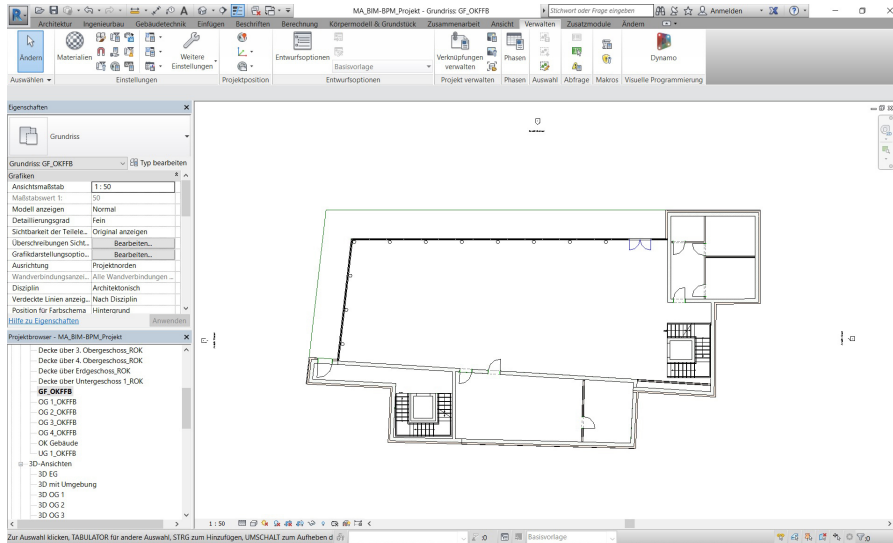 R
MA_BIM-BPM_Projekt - Grundriss: GF_OKFFB
Stichwort oder Frage eingeben
Anmelden
Architektur Ingenieurbau Gebäudetechnik Einfügen Beschriften Berechnung Körpermodell & Grundstück Zusammenarbeit Ansicht Verwalten Zusatzmodule Ändern
Ändern
Materialien
Weitere
Einstellungen
Entwurfsoptionen
Basisvorlage
Verknüpfungen
verwalten
Phasen
Dynamo
Auswählen Einstellungen Projektposition Entwurfsoptionen Projekt verwalten Phasen Auswahl Abfrage Makros Visuelle Programmierung
Eigenschaften
Grundriss
Grundriss: GF_OKFFB Typ bearbeiten
Grafiken
Ansichtsmaßstab 1 : 50
Maßstabswert 1: 50
Modell anzeigen Normal
Detaillierungsgrad Fein
Sichtbarkeit der Teilele... Original anzeigen
Überschreibungen Sicht... Bearbeiten...
Grafikdarstellungsoptio... Bearbeiten...
Ausrichtung Projektnorden
Wandverbindungsanzei... Alle Wandverbindungen ...
Disziplin Architektonisch
Verdeckte Linien anzeig... Nach Disziplin
Position für Farbschema Hintergrund
Hilfe zu Eigenschaften Anwenden
Projektbrowser - MA_BIM-BPM_Projekt
Decke über 3. Obergeschoss_ROK
Decke über 4. Obergeschoss_ROK
Decke über Erdgeschoss_ROK
Decke über Untergeschoss 1_ROK
GF_OKFFB
OG 1_OKFFB
OG 2_OKFFB
OG 3_OKFFB
OG 4_OKFFB
OK Gebäude
UG 1_OKFFB
3D-Ansichten
3D EG
3D mit Umgebung
3D OG 1
3D OG 2
3D OG 3
1 : 50
Zur Auswahl klicken, TABULATOR für andere Auswahl, STRG zum Hinzufügen, UMSCHALT zum Aufheben d
:0
Basisvorlage
:0